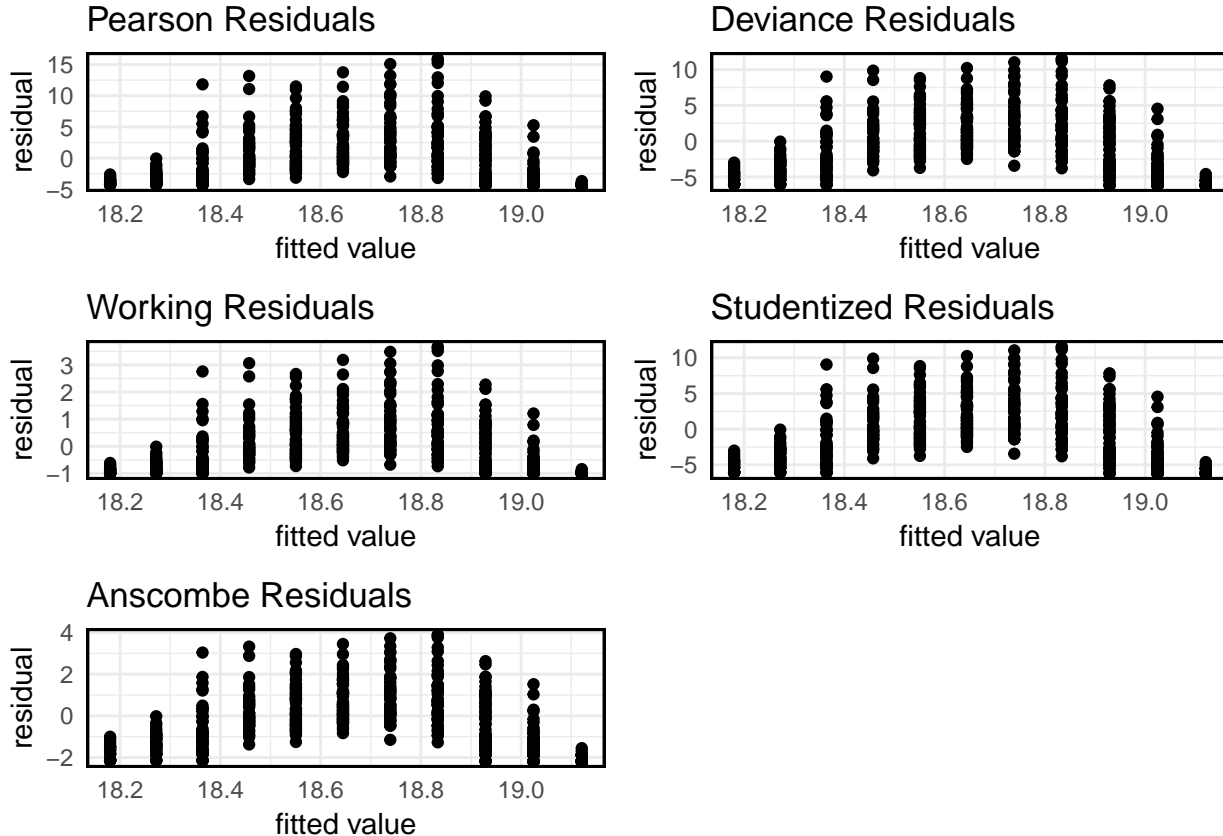 Pearson Residuals
residual
15
10
5
0
−5
18.2 18.4 18.6 18.8 19.0
fitted value
Deviance Residuals
residual
10
5
0
−5
18.2 18.4 18.6 18.8 19.0
fitted value
Working Residuals
residual
3
2
1
0
−1
18.2 18.4 18.6 18.8 19.0
fitted value
Studentized Residuals
residual
10
5
0
−5
18.2 18.4 18.6 18.8 19.0
fitted value
Anscombe Residuals
residual
4
2
0
−2
18.2 18.4 18.6 18.8 19.0
fitted value